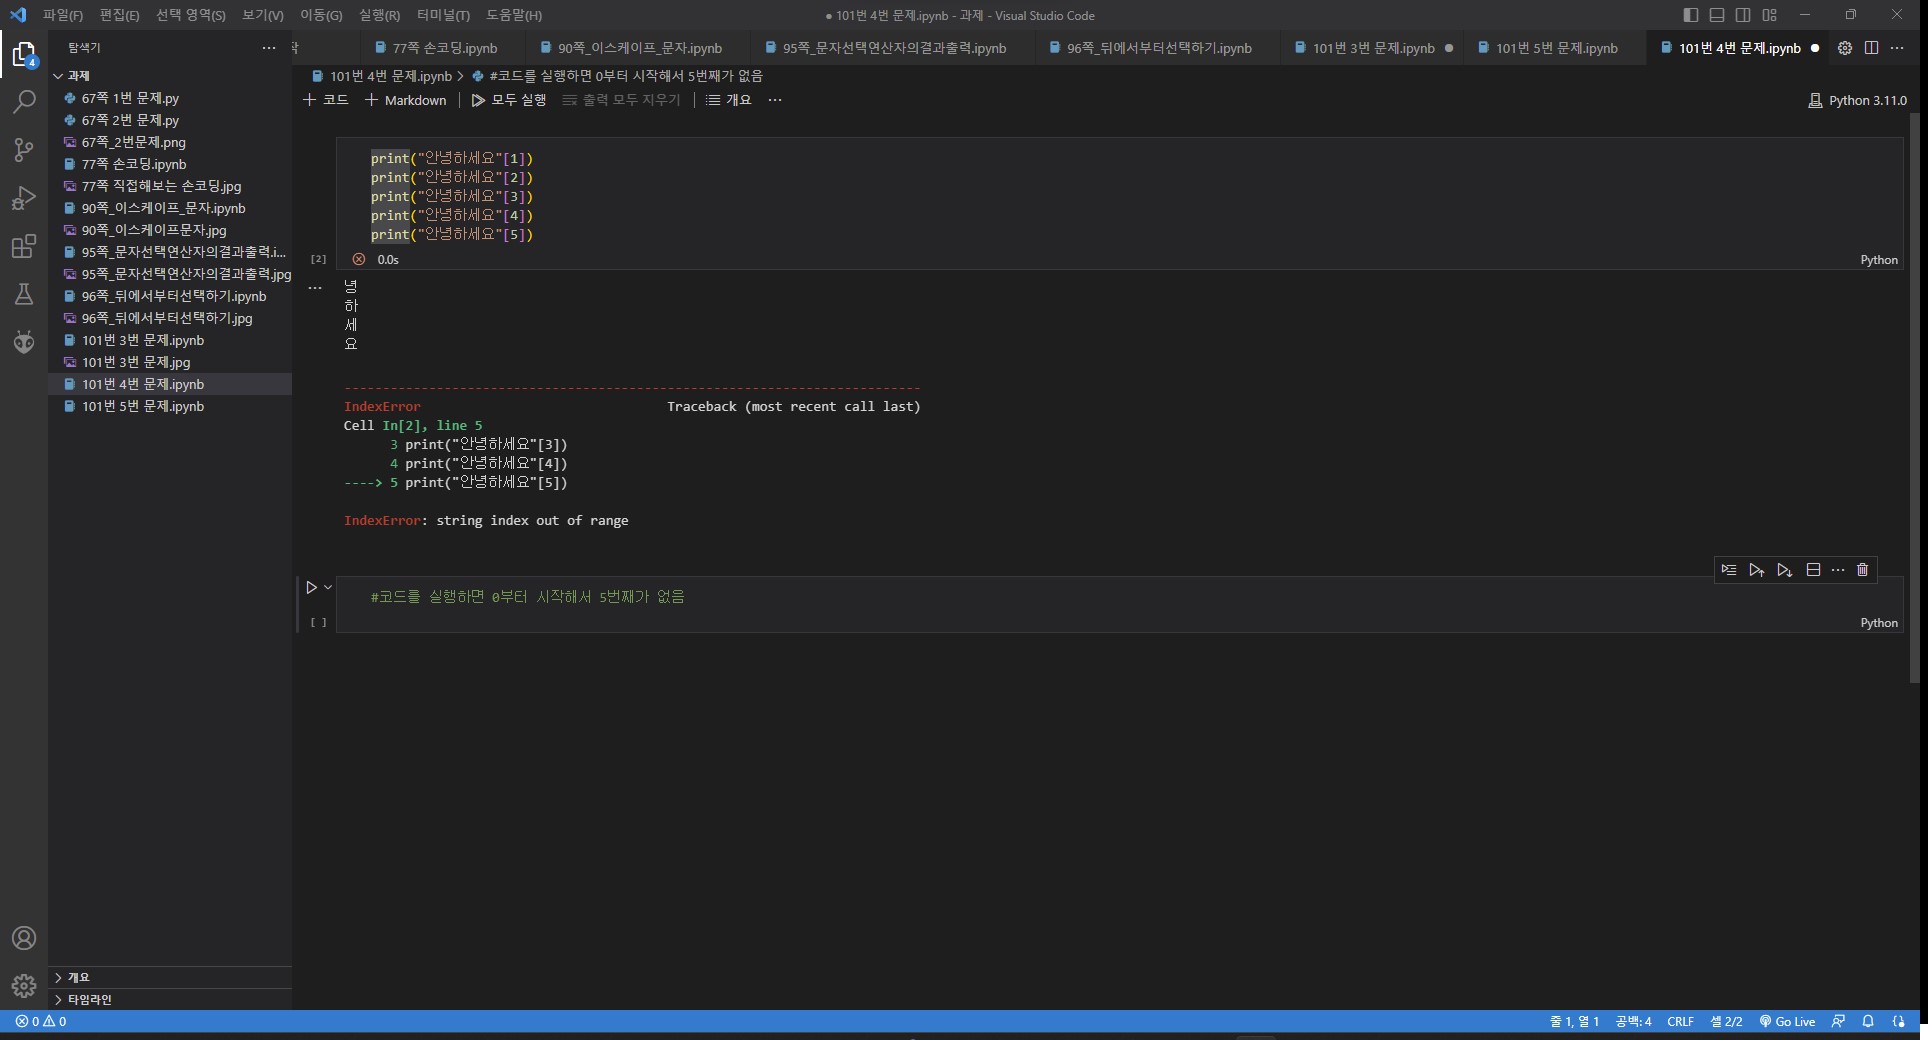 파일(F) 편집(E) 선택 영역(S) 보기(V) 이동(G) 실행(R) 터미널(T) 도움말(H)
● 101번 4번 문제.ipynb - 과제 - Visual Studio Code
탐색기
77쪽 손코딩.ipynb
90쪽_이스케이프_문자.ipynb
95쪽_문자선택연산자의결과출력.ipynb
96쪽_뒤에서부터선택하기.ipynb
101번 3번 문제.ipynb ●
101번 5번 문제.ipynb
101번 4번 문제.ipynb ●
101번 4번 문제.ipynb > #코드를 실행하면 0부터 시작해서 5번째가 없음
+ 코드 + Markdown | 모두 실행 출력 모두 지우기 | 개요 ...
Python 3.11.0
4
과제
67쪽 1번 문제.py
67쪽 2번 문제.py
67쪽_2번문제.png
77쪽 손코딩.ipynb
77쪽 직접해보는 손코딩.jpg
90쪽_이스케이프_문자.ipynb
90쪽_이스케이프문자.jpg
95쪽_문자선택연산자의결과출력.i...
95쪽_문자선택연산자의결과출력.jpg
96쪽_뒤에서부터선택하기.ipynb
96쪽_뒤에서부터선택하기.jpg
101번 3번 문제.ipynb
101번 3번 문제.jpg
101번 4번 문제.ipynb
101번 5번 문제.ipynb
개요
타임라인
print("안녕하세요"[1])
print("안녕하세요"[2])
print("안녕하세요"[3])
print("안녕하세요"[4])
print("안녕하세요"[5])
[2] 0.0s
Python
녕
하
세
요
---------------------------------------------------------------------------
IndexError Traceback (most recent call last)
Cell In[2], line 5
3 print("안녕하세요"[3])
4 print("안녕하세요"[4])
----> 5 print("안녕하세요"[5])
IndexError: string index out of range
#코드를 실행하면 0부터 시작해서 5번째가 없음
[ ]
Python
0 0
줄 1, 열 1 공백: 4 CRLF 셀 2/2 Go Live